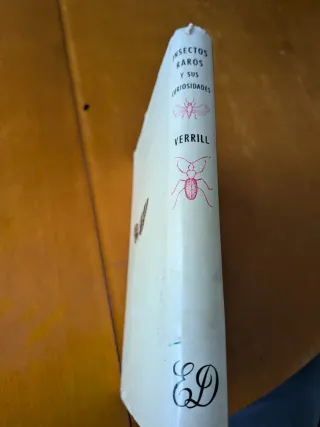 INSECTOS
RAROS
Y SUS
CURIOSIDADES
VERRILL
ED